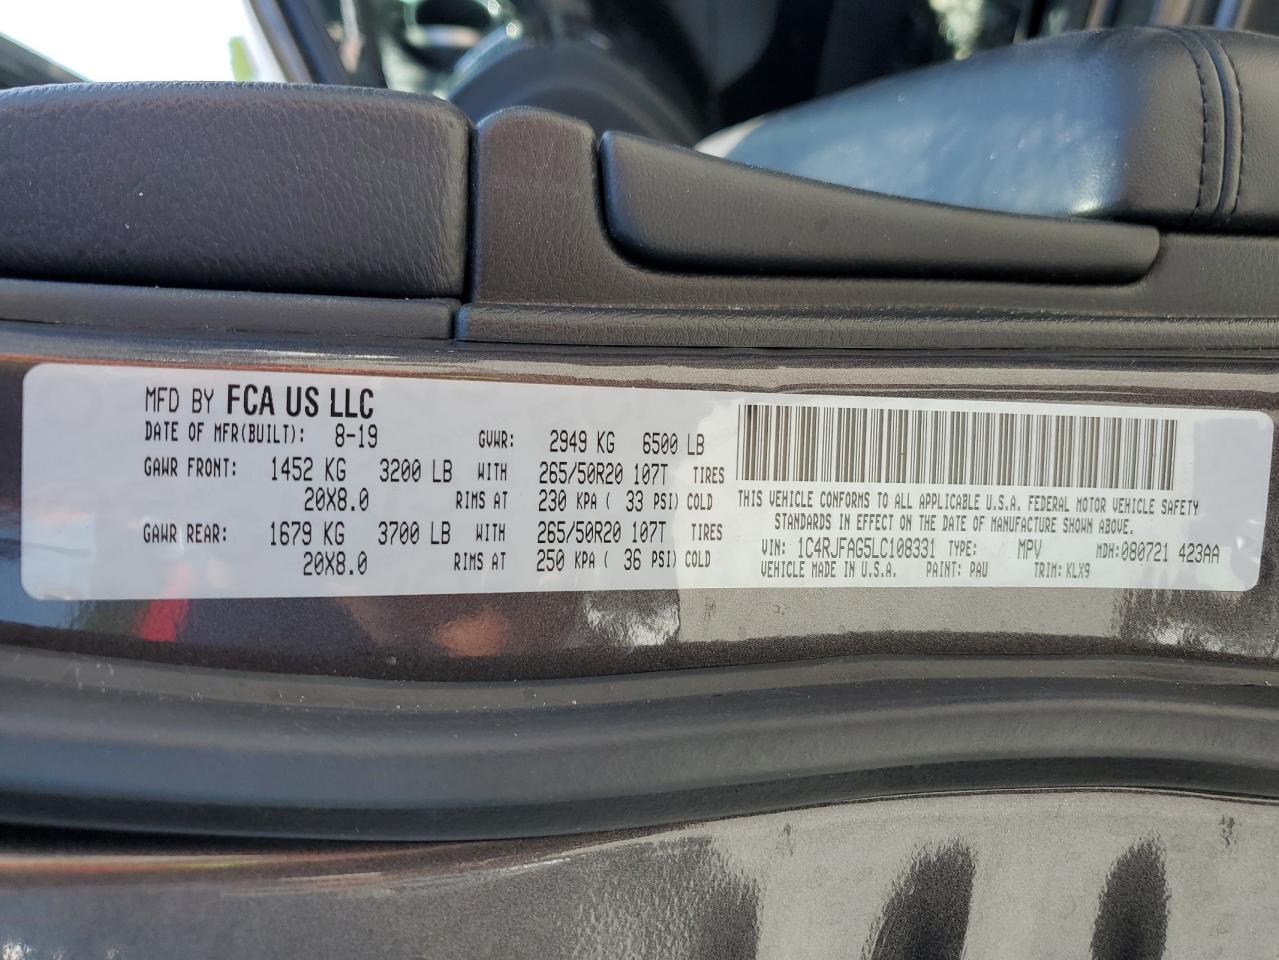 MFD BY FCA US LLC
DATE OF MFR(BUILT): 8-19 GVWR: 2949 KG 6500 LB
GAWR FRONT: 1452 KG 3200 LB WITH 265/50R20 107T TIRES
20X8.0 RIMS AT 230 KPA ( 33 PSI) COLD
GAWR REAR: 1679 KG 3700 LB WITH 265/50R20 107T TIRES
20X8.0 RIMS AT 250 KPA ( 36 PSI) COLD
THIS VEHICLE CONFORMS TO ALL APPLICABLE U.S.A. FEDERAL MOTOR VEHICLE SAFETY
STANDARDS IN EFFECT ON THE DATE OF MANUFACTURE SHOWN ABOVE.
VIN: 1C4RJFAG5LC108331 TYPE: MPV MDH:080721 423AA
VEHICLE MADE IN U.S.A. PAINT: PAU TRIM: KLX9